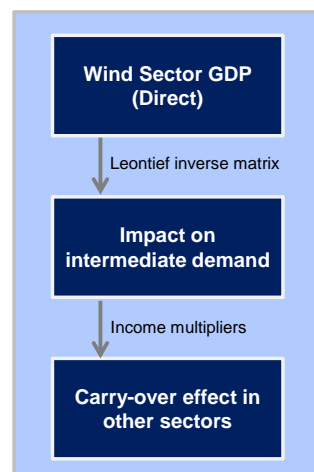 Wind Sector GDP
(Direct)
Leontief inverse matrix
Impact on
intermediate demand
Income multipliers
Carry-over effect in
other sectors